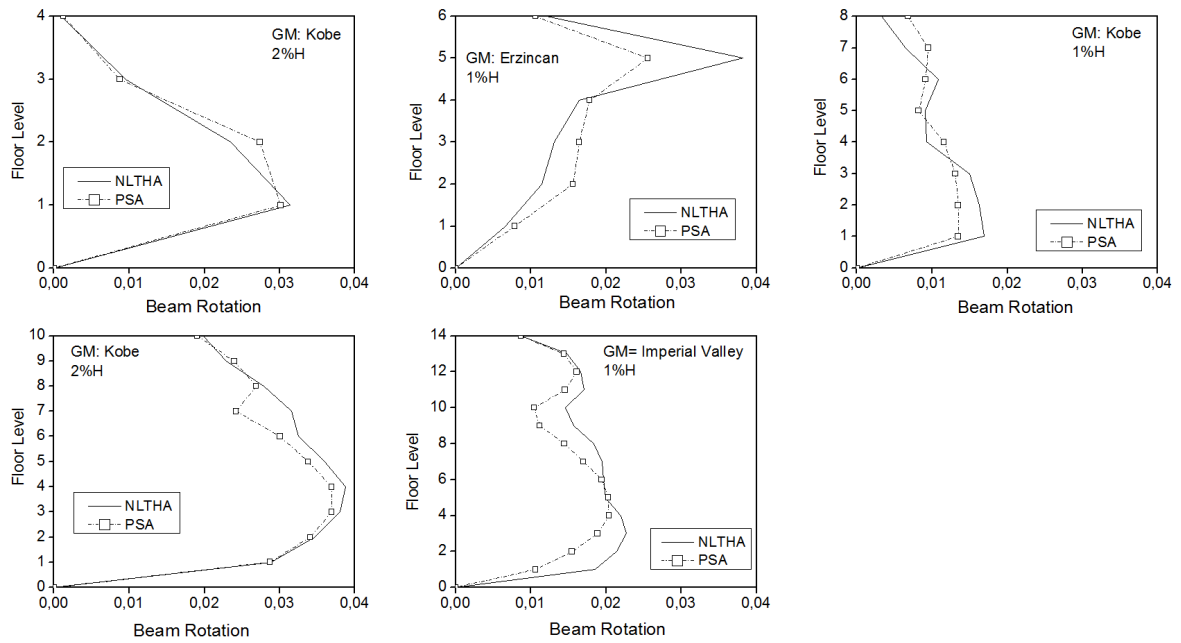 4
3
2
1
0
Floor Level
GM: Kobe
2%H
NLTHA
PSA
0,00
0,01
0,02
0,03
0,04
Beam Rotation
6
5
4
3
2
1
0
Floor Level
GM: Erzincan
1%H
NLTHA
PSA
0,00
0,01
0,02
0,03
0,04
Beam Rotation
8
7
6
5
4
3
2
1
0
Floor Level
GM: Kobe
1%H
NLTHA
PSA
0,00
0,01
0,02
0,03
0,04
Beam Rotation
10
9
8
7
6
5
4
3
2
1
0
Floor Level
GM: Kobe
2%H
NLTHA
PSA
0,00
0,01
0,02
0,03
0,04
Beam Rotation
14
12
10
8
6
4
2
0
Floor Level
GM= Imperial Valley
1%H
NLTHA
PSA
0,00
0,01
0,02
0,03
0,04
Beam Rotation